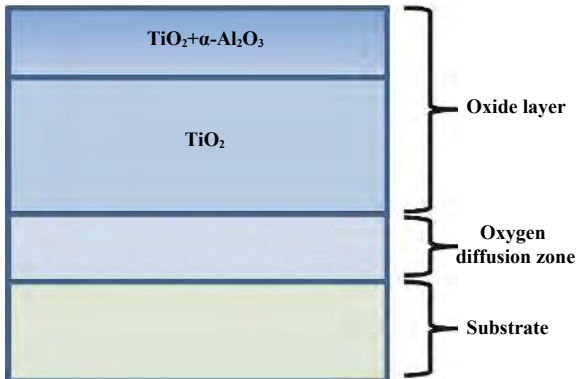 TiO₂+α-Al₂O₃
Oxide layer
TiO₂
Oxygen
diffusion zone
Substrate